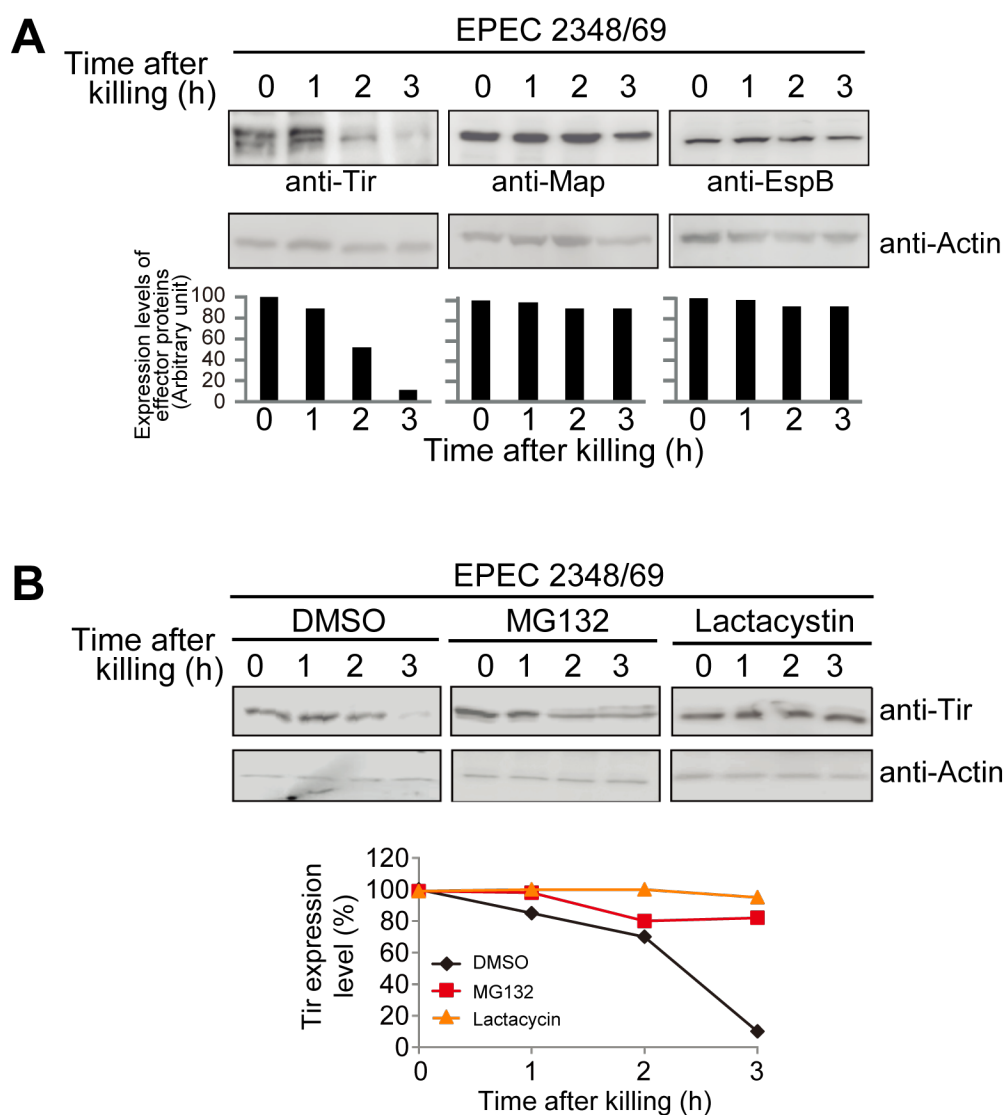 A
EPEC 2348/69
Time after
killing (h)
0 1 2 3 0 1 2 3 0 1 2 3
anti-Tir anti-Map anti-EspB
anti-Actin
Expression levels of
effector proteins
(Arbitrary unit)
100
80
60
40
20
0
0 1 2 3 0 1 2 3 0 1 2 3
Time after killing (h)
B
EPEC 2348/69
DMSO MG132 Lactacystin
Time after
killing (h)
0 1 2 3 0 1 2 3 0 1 2 3
anti-Tir
anti-Actin
Tir expression
level (%)
120
100
80
60
40
20
0
DMSO
MG132
Lactacycin
0 1 2 3
Time after killing (h)